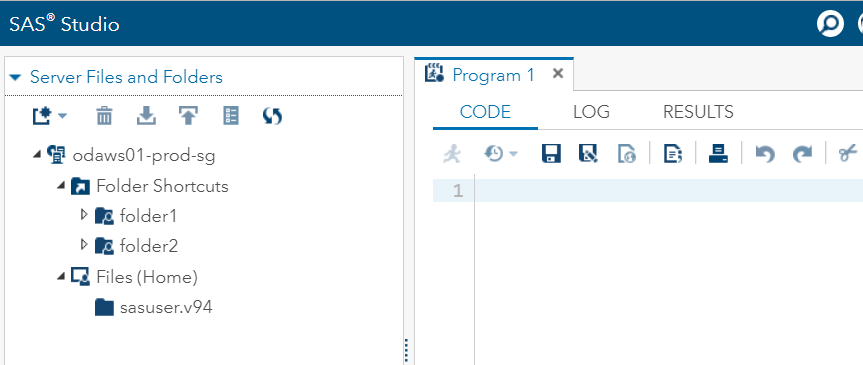 SAS® Studio
Server Files and Folders
odaws01-prod-sg
Folder Shortcuts
folder1
folder2
Files (Home)
sasuser.v94
Program 1
CODE LOG RESULTS
1